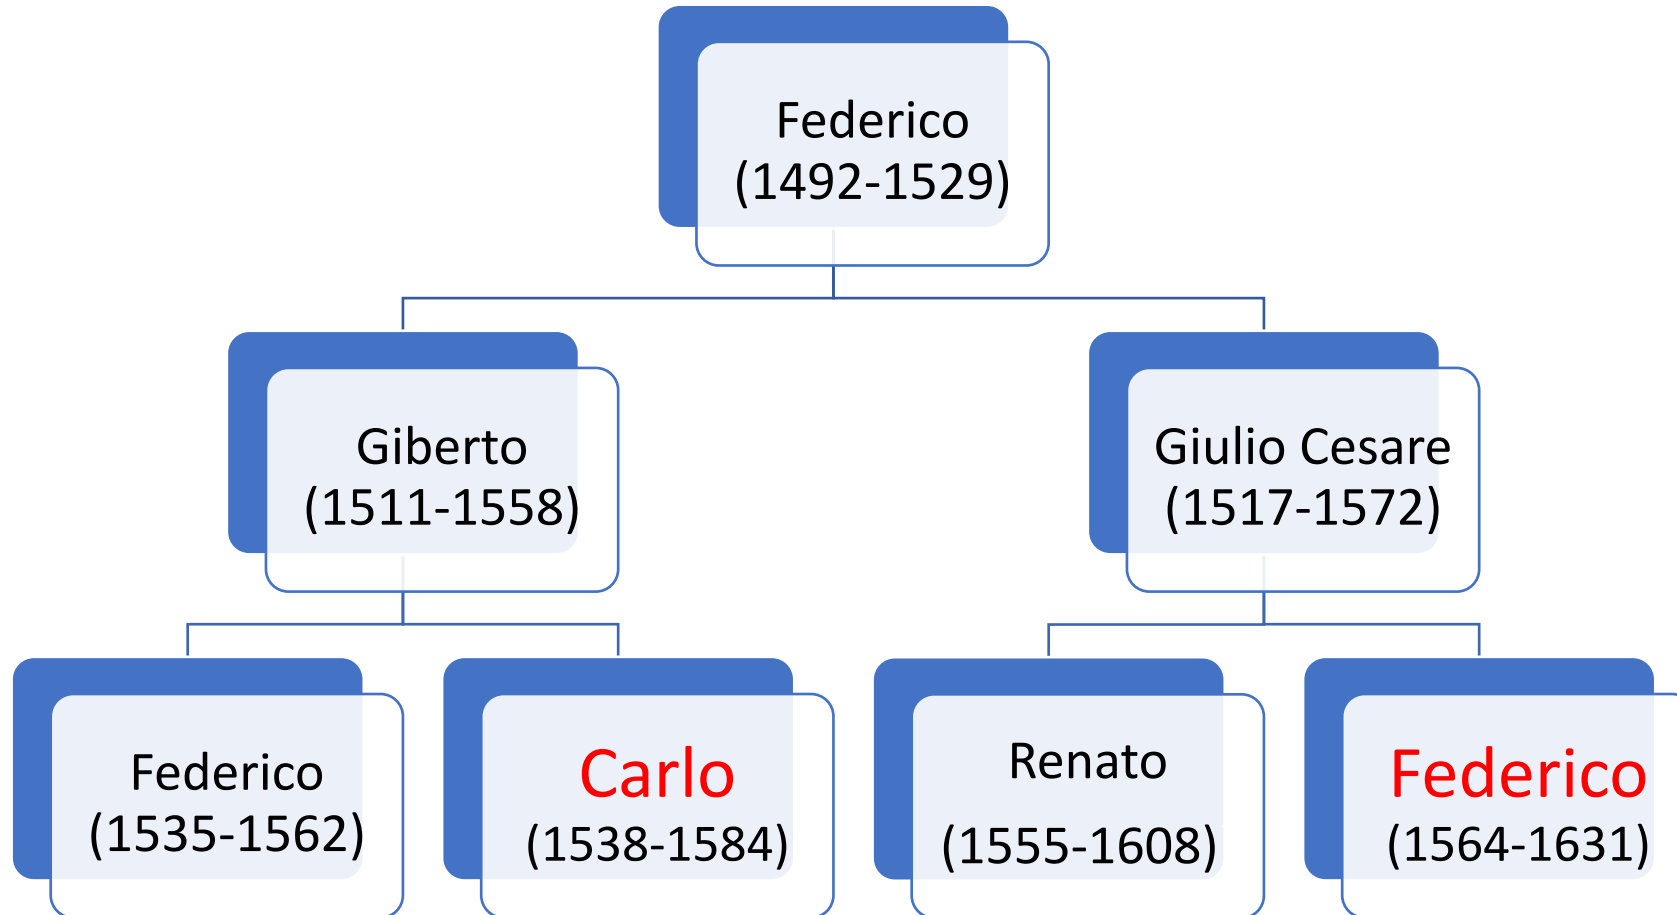 Federico
(1492-1529)
Giberto
(1511-1558)
Giulio Cesare
(1517-1572)
Federico
(1535-1562)
Carlo
(1538-1584)
Renato
(1555-1608)
Federico
(1564-1631)